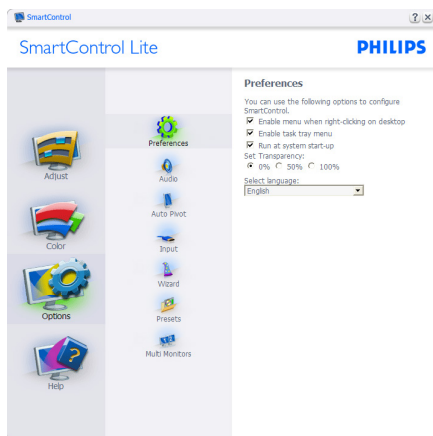 SmartControl
SmartControl Lite
PHILIPS
Adjust
Color
Options
Help
Preferences
Audio
Auto Pivot
Input
Wizard
Presets
Multi Monitors
Preferences
You can use the following options to configure
SmartControl.
Enable menu when right-clicking on desktop
Enable task tray menu
Run at system start-up
Set Transparency:
0% 50% 100%
Select language:
English